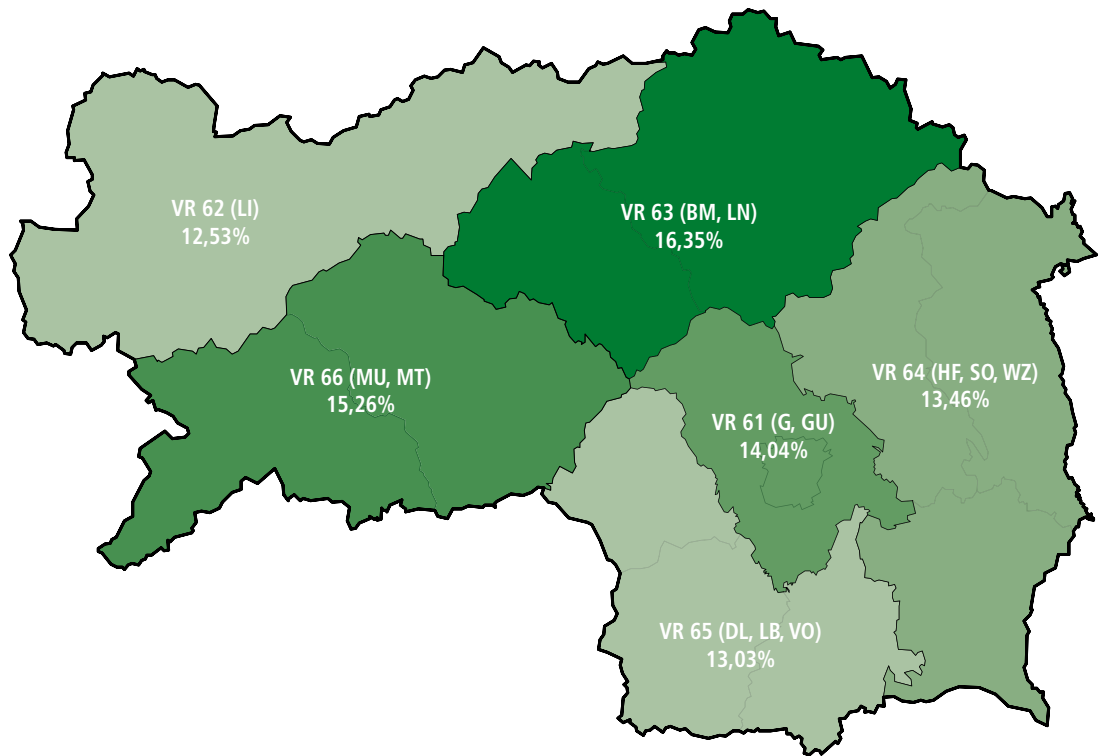 VR 62 (LI)
12,53%
VR 63 (BM, LN)
16,35%
VR 66 (MU, MT)
15,26%
VR 64 (HF, SO, WZ)
13,46%
VR 61 (G, GU)
14,04%
VR 65 (DL, LB, VO)
13,03%